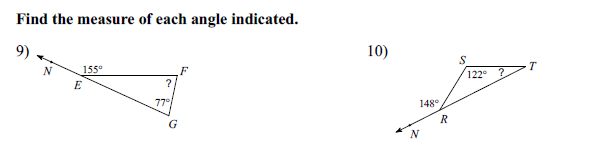 Find the measure of each angle indicated.
9)
N
E
155°
F
?
77°
G
10)
S
T
122°
?
148°
R
N